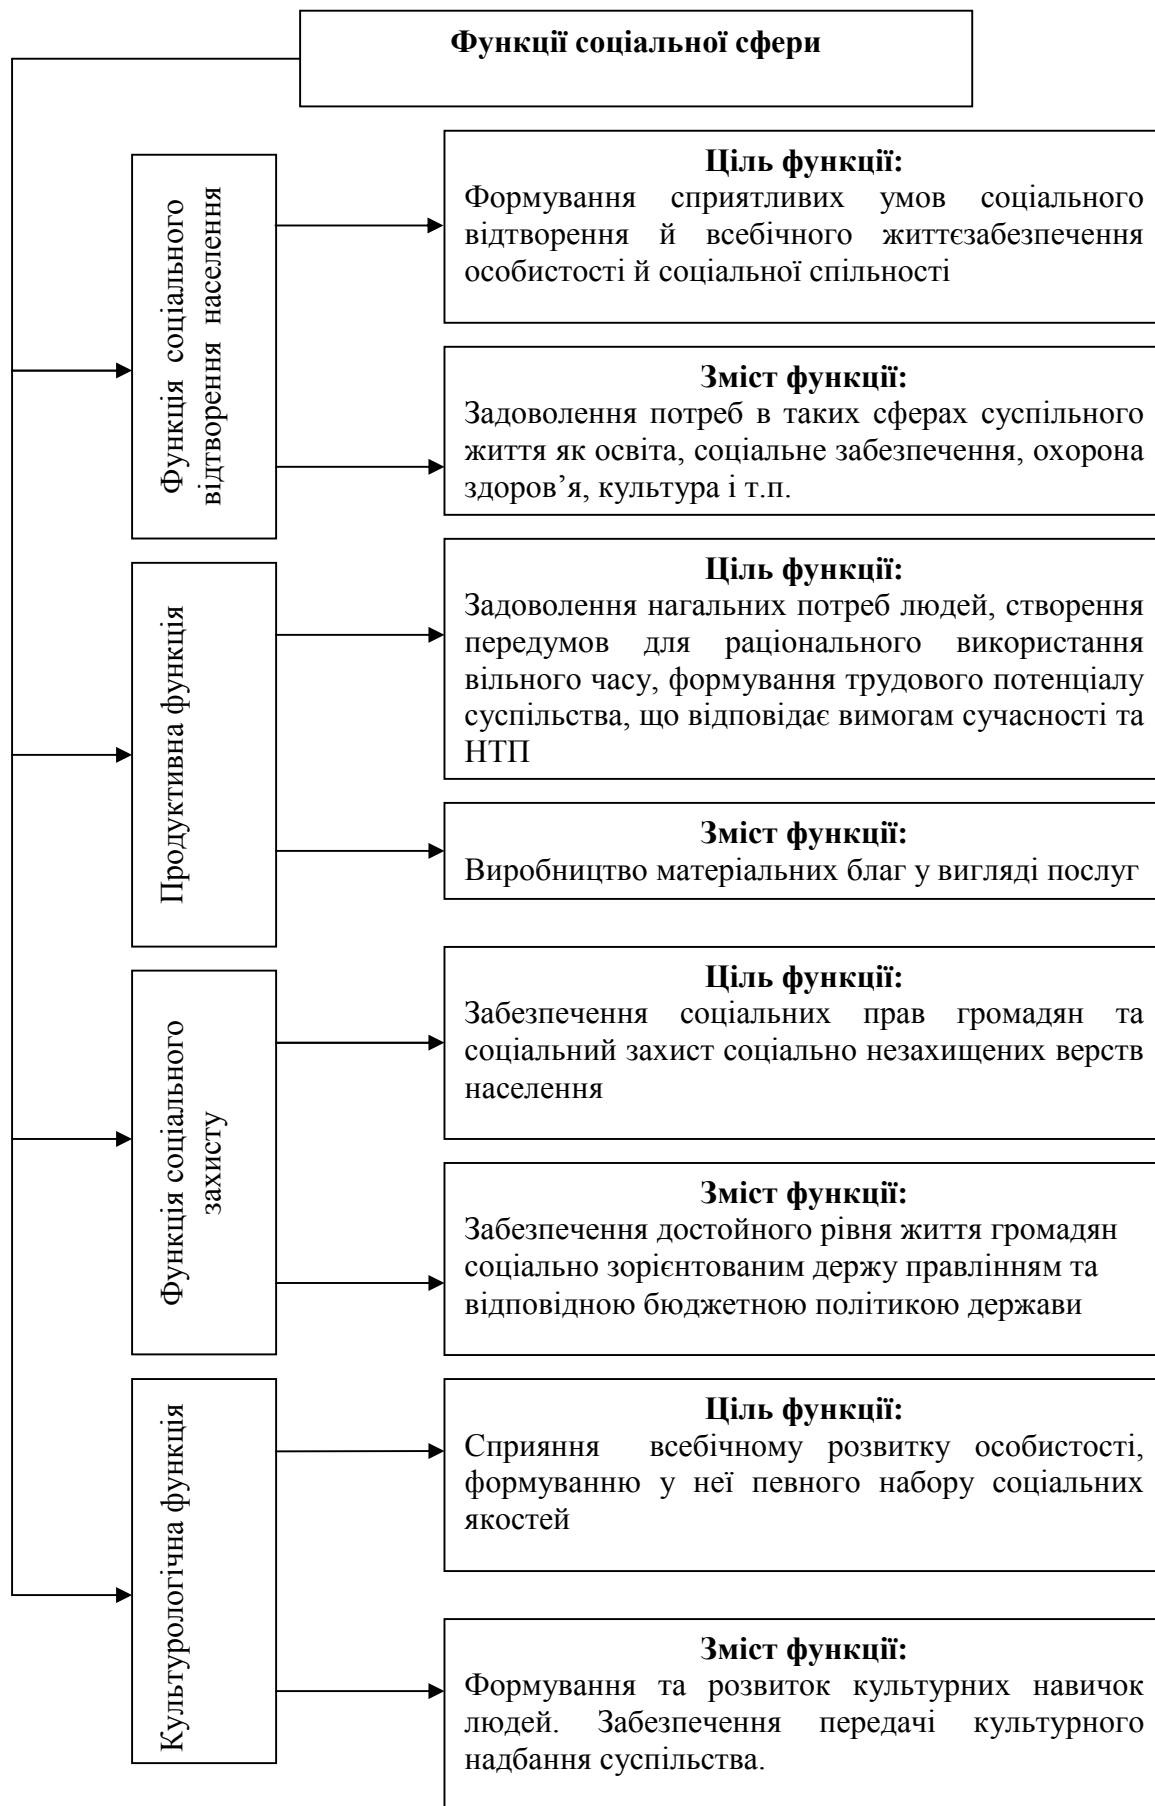 Функції соціальної сфери
Функція соціального
відтворення населення
Ціль функції:
Формування сприятливих умов соціального
відтворення й всебічного життєзабезпечення
особистості й соціальної спільності
Зміст функції:
Задоволення потреб в таких сферах суспільного
життя як освіта, соціальне забезпечення, охорона
здоров’я, культура і т.п.
Продуктивна функція
Ціль функції:
Задоволення нагальних потреб людей, створення
передумов для раціонального використання
вільного часу, формування трудового потенціалу
суспільства, що відповідає вимогам сучасності та
НТП
Зміст функції:
Виробництво матеріальних благ у вигляді послуг
Функція соціального
захисту
Ціль функції:
Забезпечення соціальних прав громадян та
соціальний захист соціально незахищених верств
населення
Зміст функції:
Забезпечення достойного рівня життя громадян
соціально зорієнтованим держу правлінням та
відповідною бюджетною політикою держави
Культурологічна функція
Ціль функції:
Сприяння всебічному розвитку особистості,
формуванню у неї певного набору соціальних
якостей
Зміст функції:
Формування та розвиток культурних навичок
людей. Забезпечення передачі культурного
надбання суспільства.